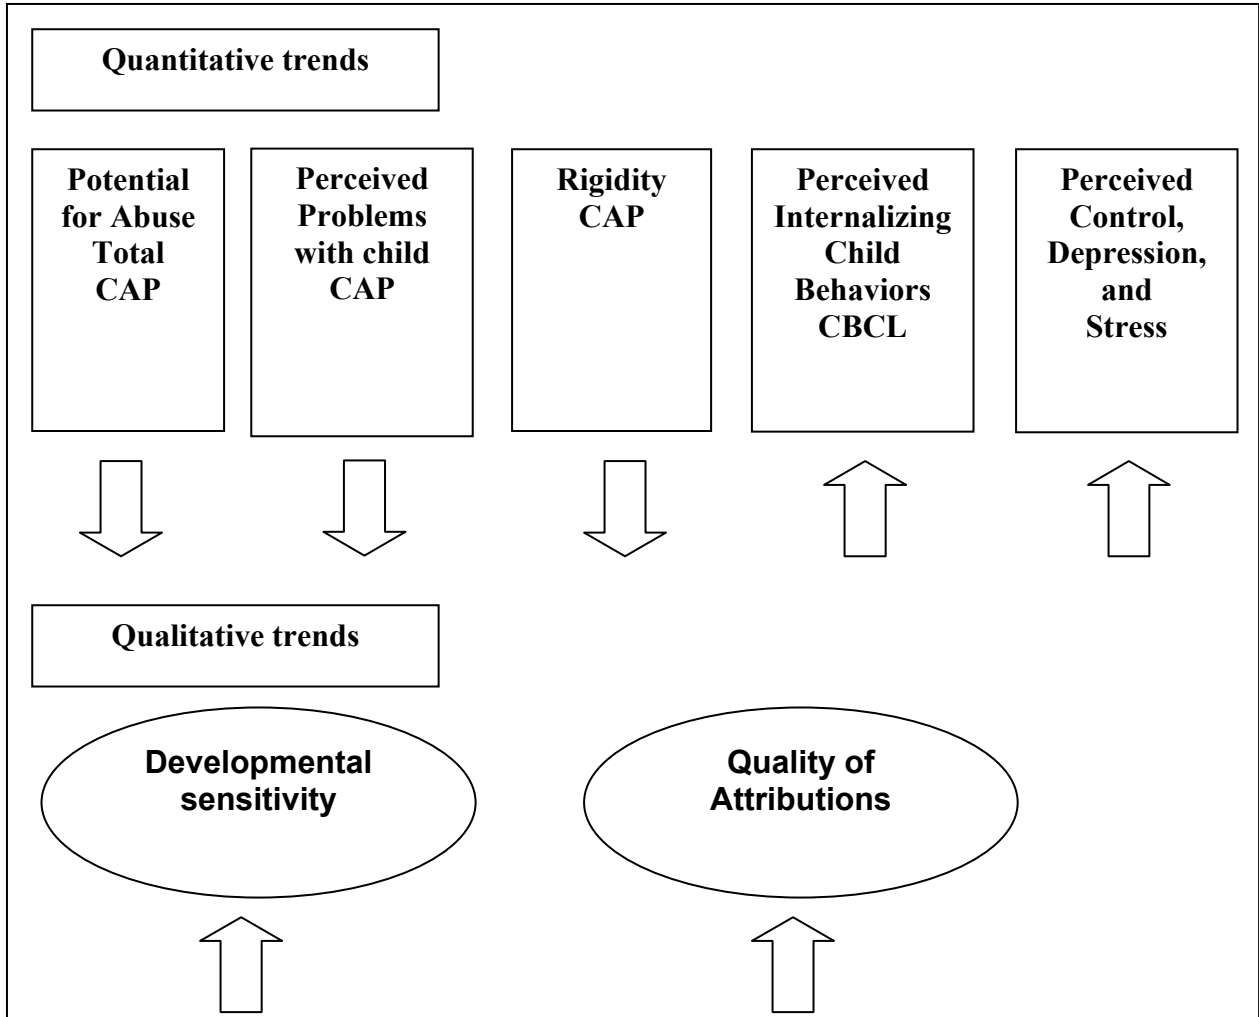 Quantitative trends
Potential
for Abuse
Total
CAP
Perceived
Problems
with child
CAP
Rigidity
CAP
Perceived
Internalizing
Child
Behaviors
CBCL
Perceived
Control,
Depression,
and
Stress
Qualitative trends
Developmental
sensitivity
Quality of
Attributions